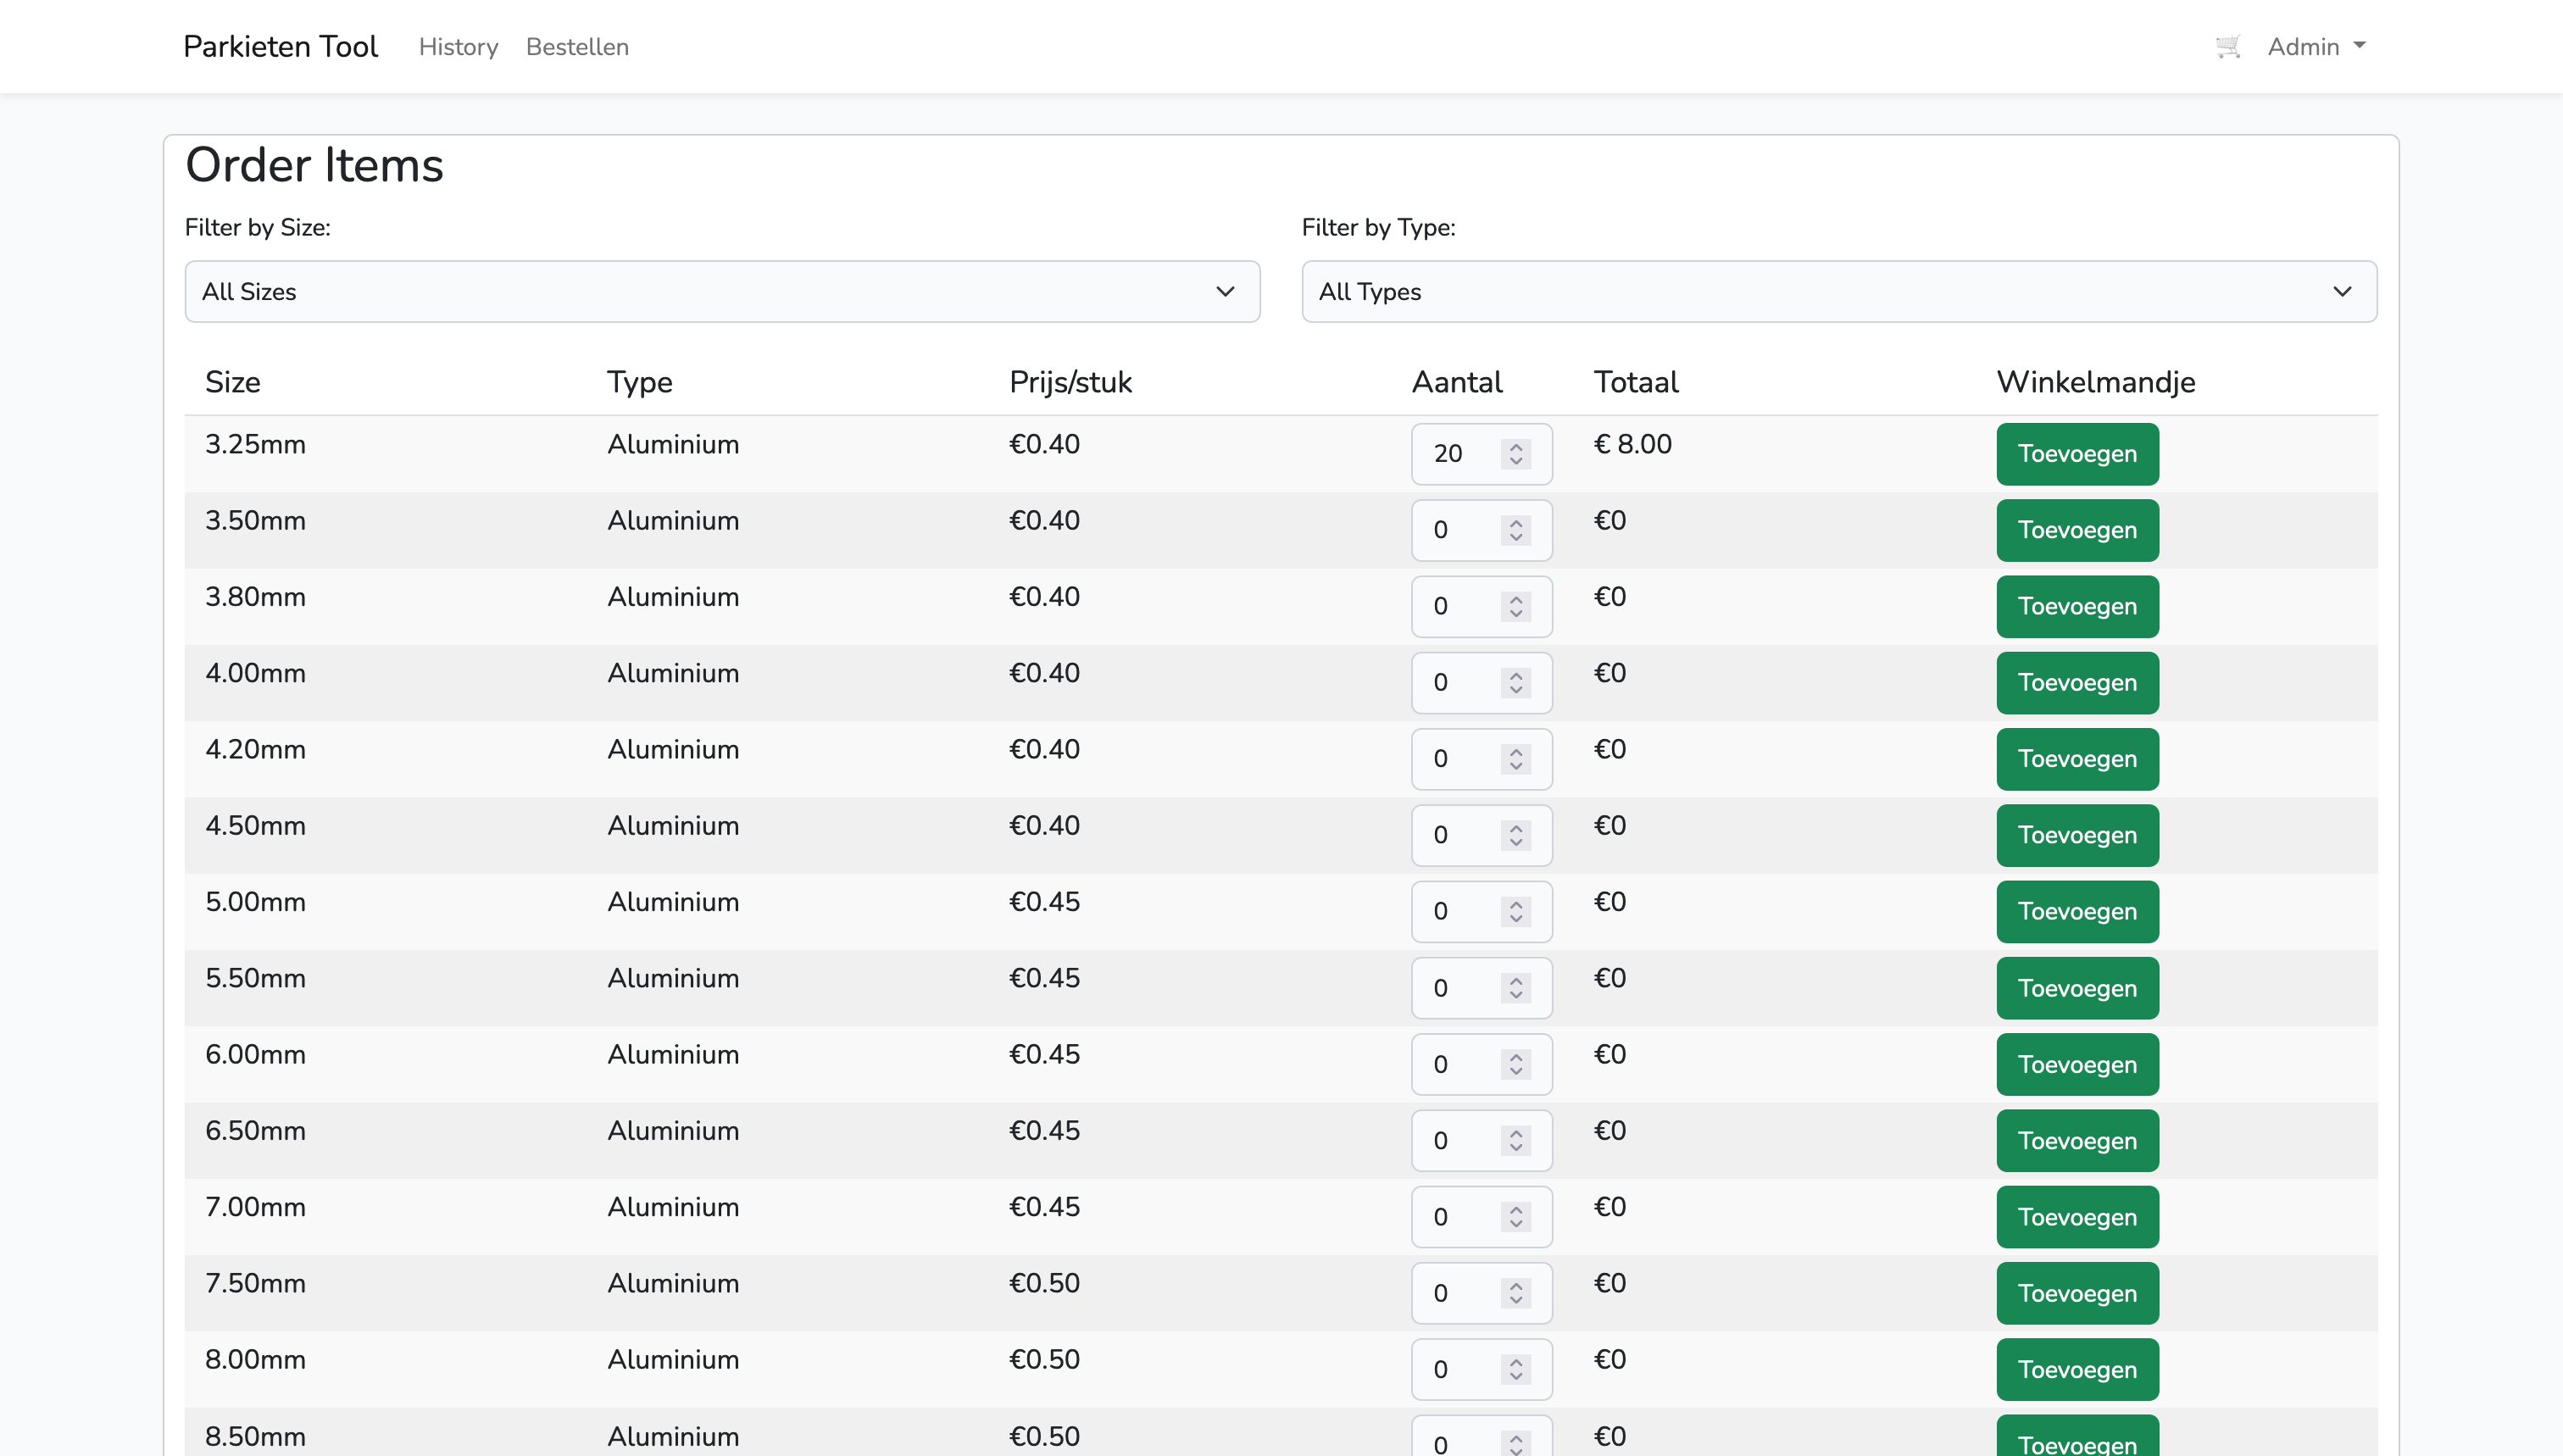 Parkieten Tool History Bestellen Admin
Order Items
Filter by Size: Filter by Type:
All Sizes All Types
Size Type Prijs/stuk Aantal Totaal Winkelmandje
3.25mm Aluminium €0.40 20 € 8.00 Toevoegen
3.50mm Aluminium €0.40 0 €0 Toevoegen
3.80mm Aluminium €0.40 0 €0 Toevoegen
4.00mm Aluminium €0.40 0 €0 Toevoegen
4.20mm Aluminium €0.40 0 €0 Toevoegen
4.50mm Aluminium €0.40 0 €0 Toevoegen
5.00mm Aluminium €0.45 0 €0 Toevoegen
5.50mm Aluminium €0.45 0 €0 Toevoegen
6.00mm Aluminium €0.45 0 €0 Toevoegen
6.50mm Aluminium €0.45 0 €0 Toevoegen
7.00mm Aluminium €0.45 0 €0 Toevoegen
7.50mm Aluminium €0.50 0 €0 Toevoegen
8.00mm Aluminium €0.50 0 €0 Toevoegen
8.50mm Aluminium €0.50 0 €0 Toevoegen